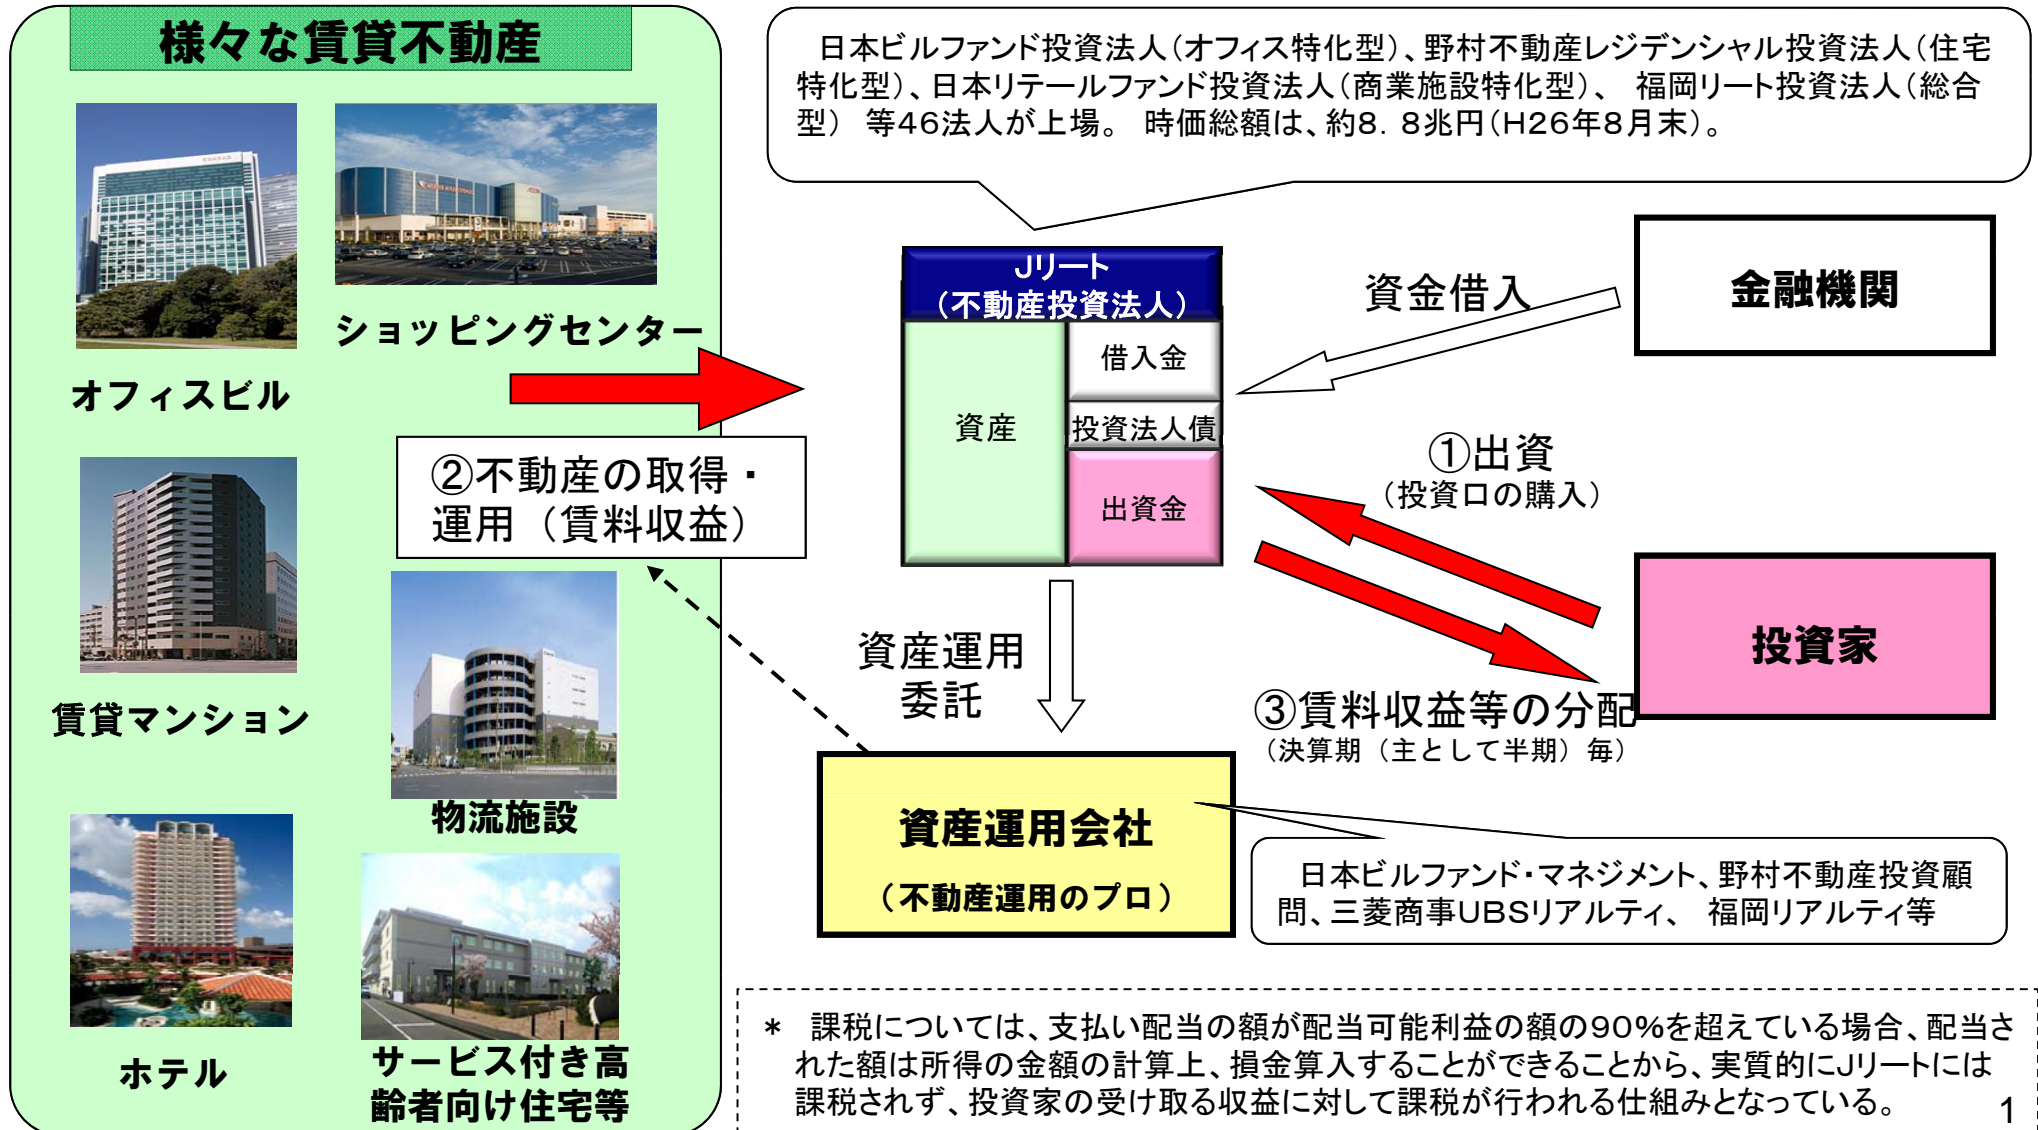 様々な賃貸不動産
オフィスビル
ショッピングセンター
賃貸マンション
物流施設
ホテル
サービス付き高
齢者向け住宅等
②不動産の取得・
運用（賃料収益）
日本ビルファンド投資法人（オフィス特化型）、野村不動産レジデンシャル投資法人（住宅
特化型）、日本リテールファンド投資法人（商業施設特化型）、　福岡リート投資法人（総合
型）　等４６法人が上場。　時価総額は、約８．８兆円（H26年８月末）。
Jリート
（不動産投資法人）
資産
借入金
投資法人債
出資金
資金借入
金融機関
①出資
（投資口の購入）
投資家
③賃料収益等の分配
（決算期（主として半期）毎）
資産運用
委託
資産運用会社
（不動産運用のプロ）
日本ビルファンド・マネジメント、野村不動産投資顧
問、三菱商事UBSリアルティ、　福岡リアルティ等
＊　課税については、支払い配当の額が配当可能利益の額の９０％を超えている場合、配当さ
れた額は所得の金額の計算上、損金算入することができることから、実質的にJリートには
課税されず、投資家の受け取る収益に対して課税が行われる仕組みとなっている。
1